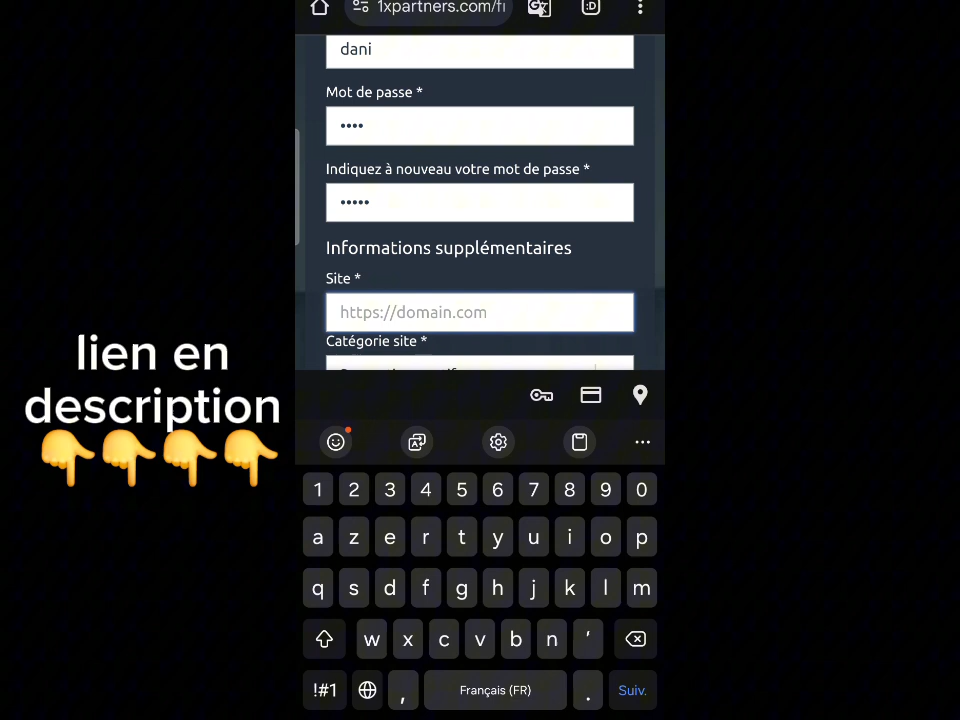 1xpartners.com/fi
dani
Mot de passe *
••••
Indiquez à nouveau votre mot de passe *
•••••
Informations supplémentaires
Site *
https://domain.com
Catégorie site *
lien en
description
👇👇👇👇
1 2 3 4 5 6 7 8 9 0
a z e r t y u i o p
q s d f g h j k l m
w x c v b n '
!#1 , Français (FR) . Suiv.